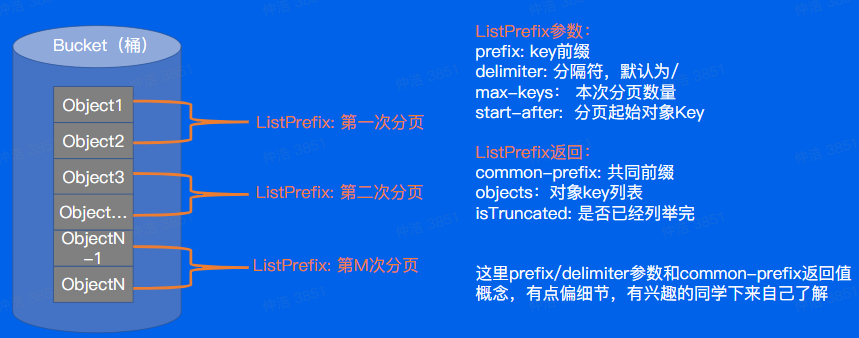 Bucket（桶）
Object1
Object2
Object3
Object...
ObjectN
-1
ObjectN
ListPrefix: 第一次分页
ListPrefix: 第二次分页
ListPrefix: 第M次分页
ListPrefix参数：
prefix: key前缀
delimiter: 分隔符，默认为/
max-keys： 本次分页数量
start-after: 分页起始对象Key
ListPrefix返回：
common-prefix: 共同前缀
objects：对象key列表
isTruncated: 是否已经列举完
这里prefix/delimiter参数和common-prefix返回值
概念，有点偏细节，有兴趣的同学下来自己了解